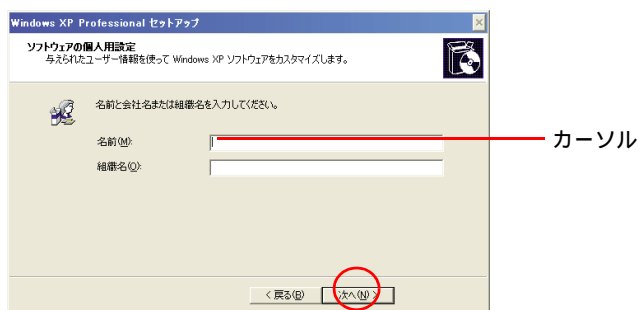 Windows XP Professional セットアップ
ソフトウェアの個人用設定
与えられたユーザー情報を使って Windows XP ソフトウェアをカスタマイズします。
名前と会社名または組織名を入力してください。
名前(M):
カーソル
組織名(O):
< 戻る(B)
次へ(N) >